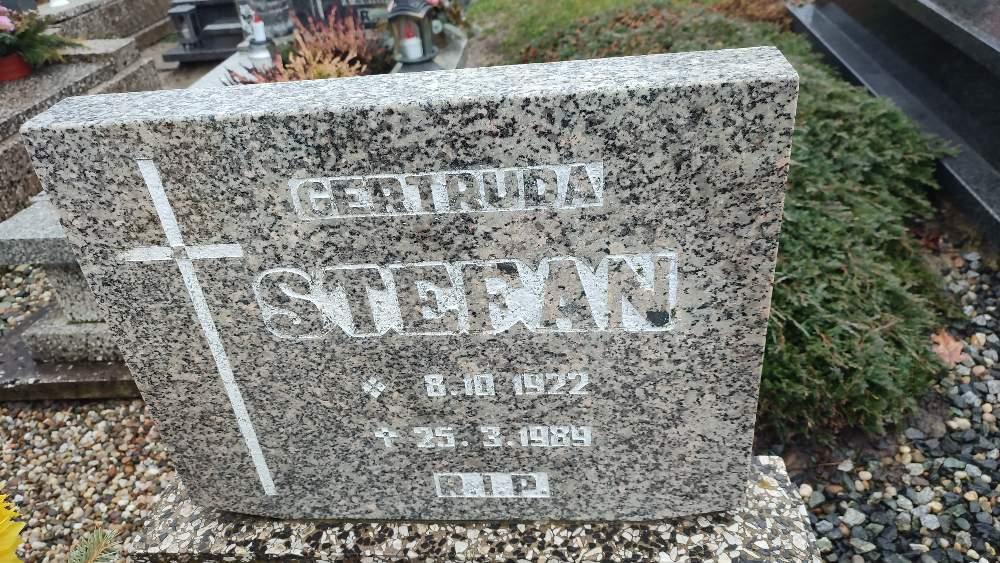 GERTRUDA
STEFAN
8.10 1922
✝ 25.3.1989
R.I.P.